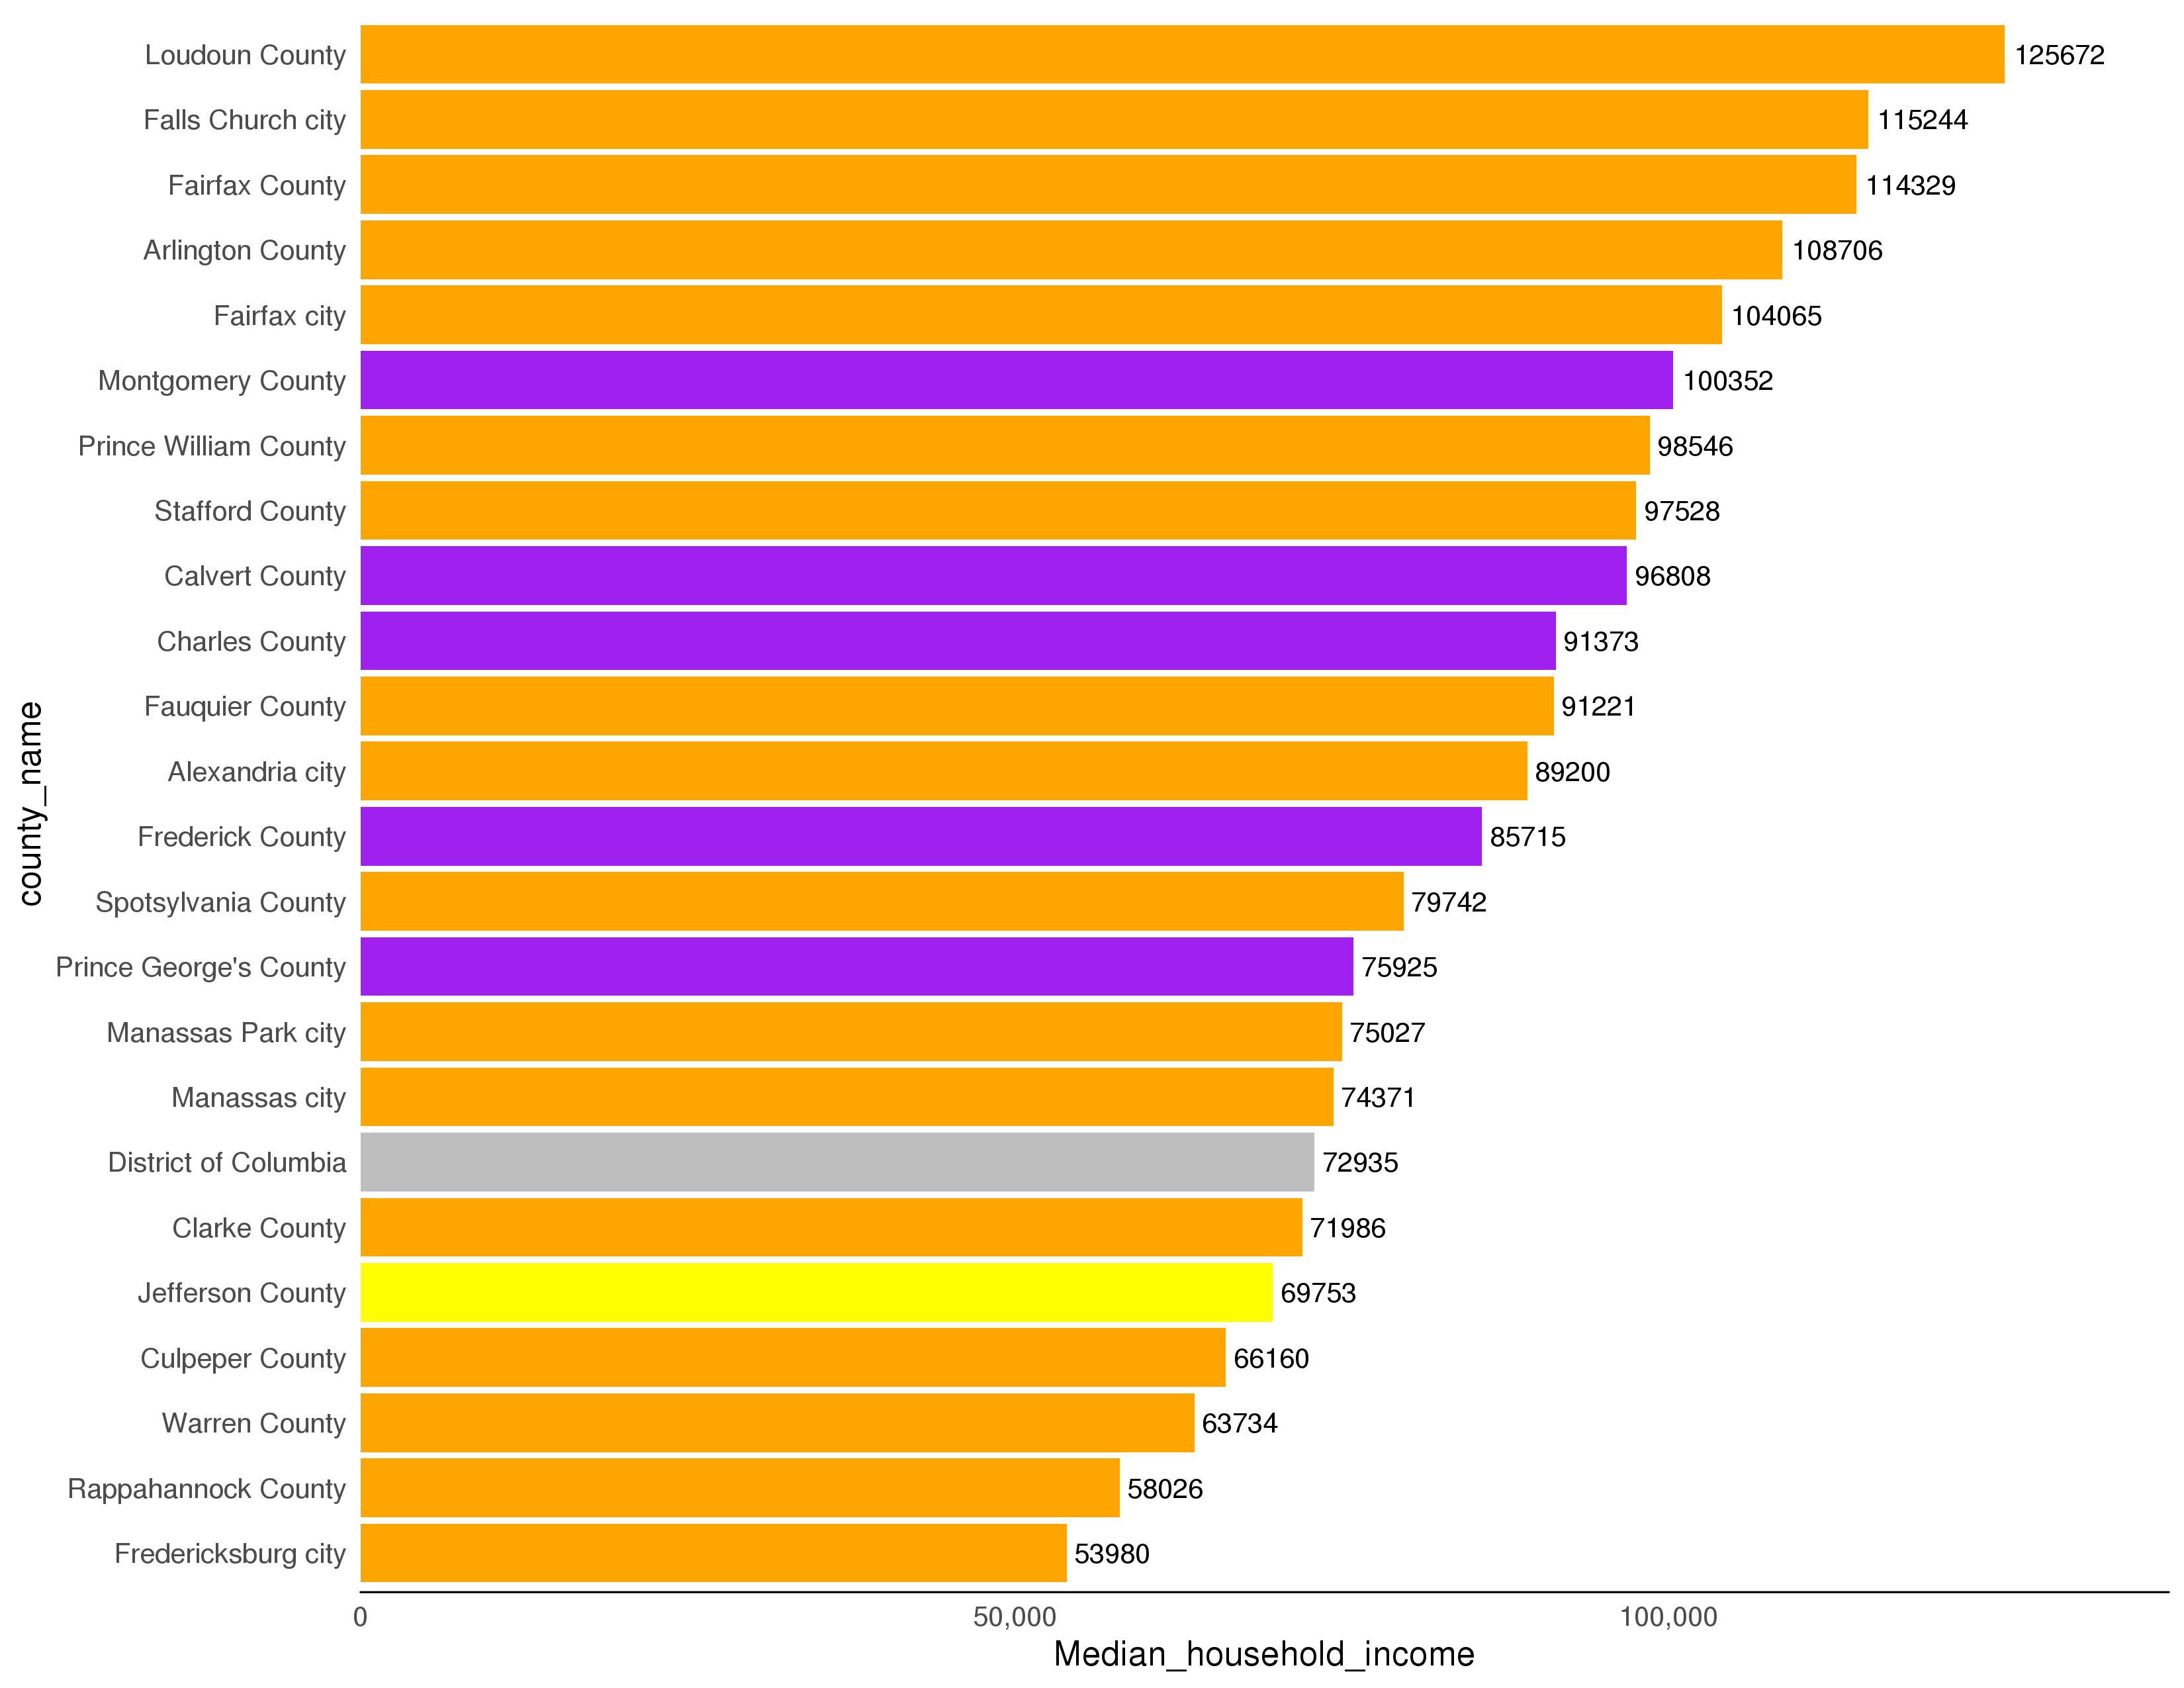 Loudoun County 125672
Falls Church city 115244
Fairfax County 114329
Arlington County 108706
Fairfax city 104065
Montgomery County 100352
Prince William County 98546
Stafford County 97528
Calvert County 96808
Charles County 91373
Fauquier County 91221
Alexandria city 89200
Frederick County 85715
Spotsylvania County 79742
Prince George's County 75925
Manassas Park city 75027
Manassas city 74371
District of Columbia 72935
Clarke County 71986
Jefferson County 69753
Culpeper County 66160
Warren County 63734
Rappahannock County 58026
Fredericksburg city 53980
county_name
0 50,000 100,000
Median_household_income